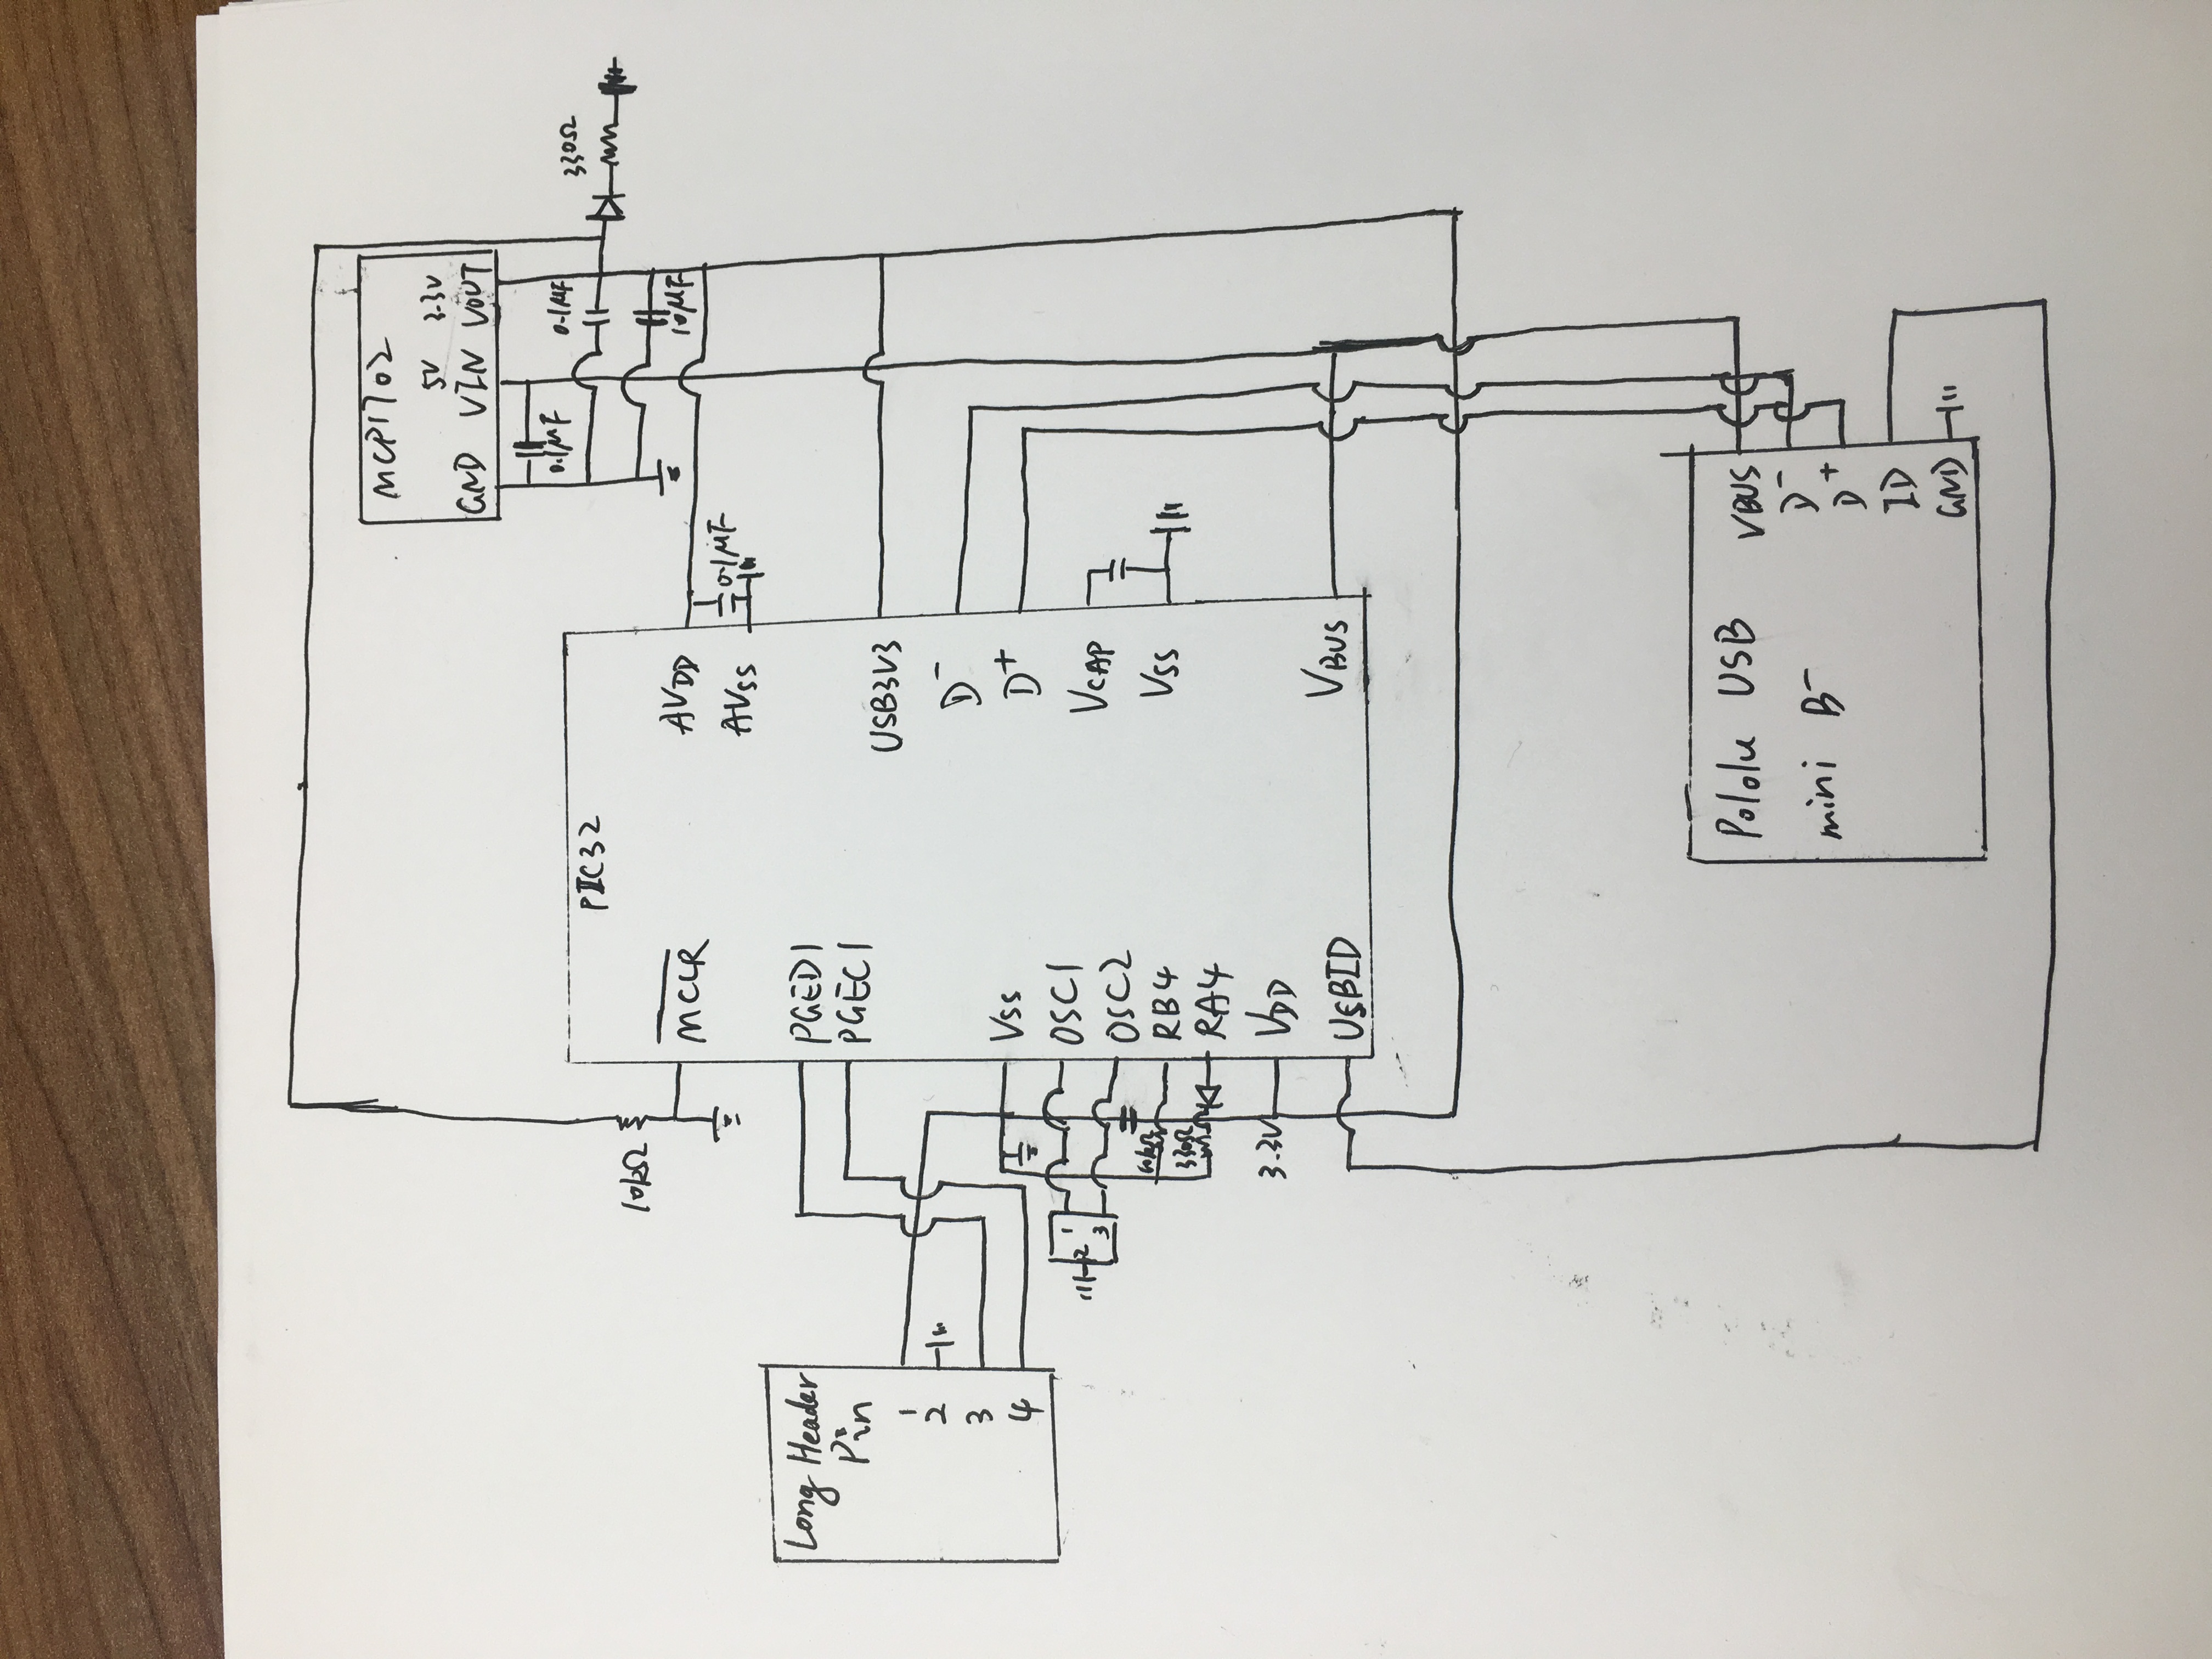 MCP1702
5V 3.3V
GND VIN VOUT
0.1μF
0.1μF
330Ω
10μF
PIC32
10kΩ
MCLR
AVDD
0.1μF
AVSS
Long Header
Pin
1
2
3
4
PGED1
PGEC1
USB3V3
D-
D+
VSS
OSC1
1
2
3
OSC2
VCAP
RB4
VSS
330Ω
RA4
3.3V
VDD
USBID
VBUS
Pololu USB
mini B-
VBUS
D-
D+
ID
GND